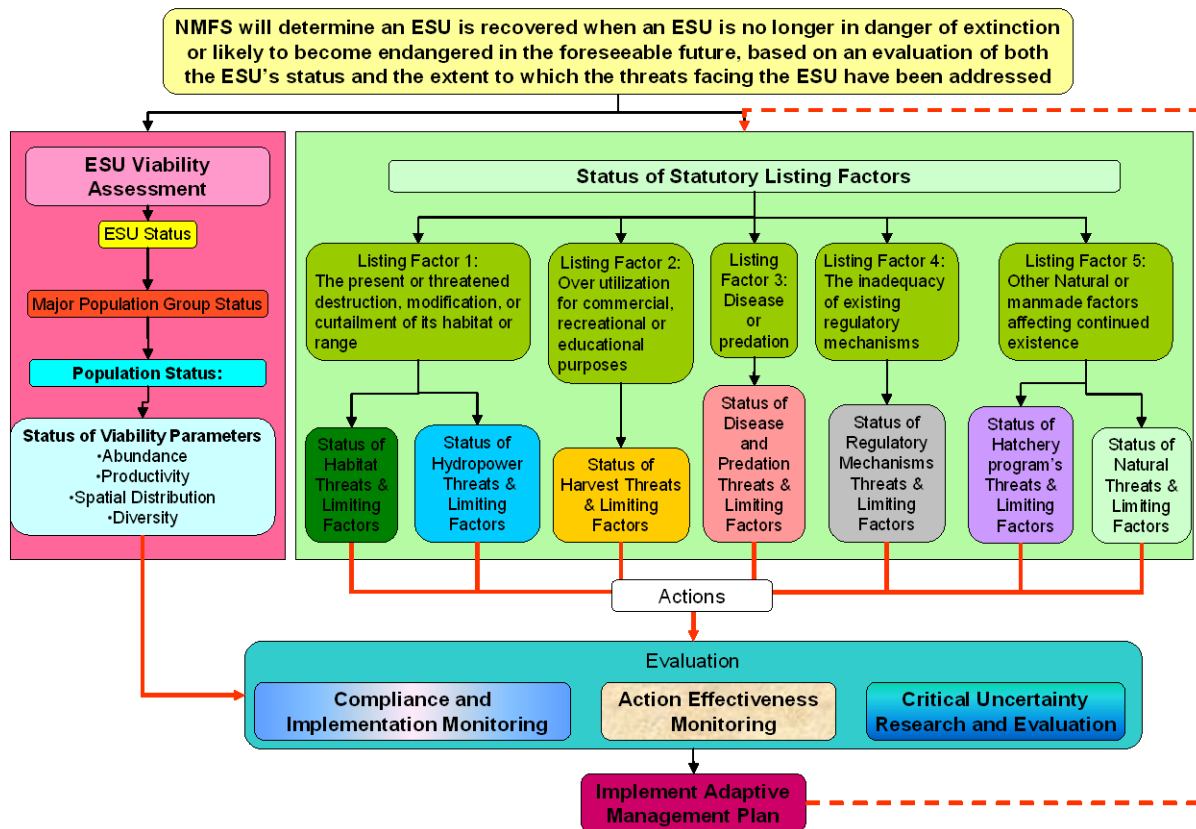 NMFS will determine an ESU is recovered when an ESU is no longer in danger of extinction
or likely to become endangered in the foreseeable future, based on an evaluation of both
the ESU's status and the extent to which the threats facing the ESU have been addressed
ESU Viability
Assessment
ESU Status
Major Population Group Status
Population Status:
Status of Viability Parameters
•Abundance
•Productivity
•Spatial Distribution
•Diversity
Status of Statutory Listing Factors
Listing Factor 1:
The present or threatened
destruction, modification, or
curtailment of its habitat or
range
Listing Factor 2:
Over utilization
for commercial,
recreational or
educational
purposes
Listing
Factor 3:
Disease
or
predation
Listing Factor 4:
The inadequacy
of existing
regulatory
mechanisms
Listing Factor 5:
Other Natural or
manmade factors
affecting continued
existence
Status of
Habitat
Threats &
Limiting
Factors
Status of
Hydropower
Threats &
Limiting
Factors
Status of
Harvest Threats
& Limiting
Factors
Status of
Disease
and
Predation
Threats &
Limiting
Factors
Status of
Regulatory
Mechanisms
Threats &
Limiting
Factors
Status of
Hatchery
program's
Threats &
Limiting
Factors
Status of
Natural
Threats &
Limiting
Factors
Actions
Evaluation
Compliance and
Implementation Monitoring
Action Effectiveness
Monitoring
Critical Uncertainty
Research and Evaluation
Implement Adaptive
Management Plan